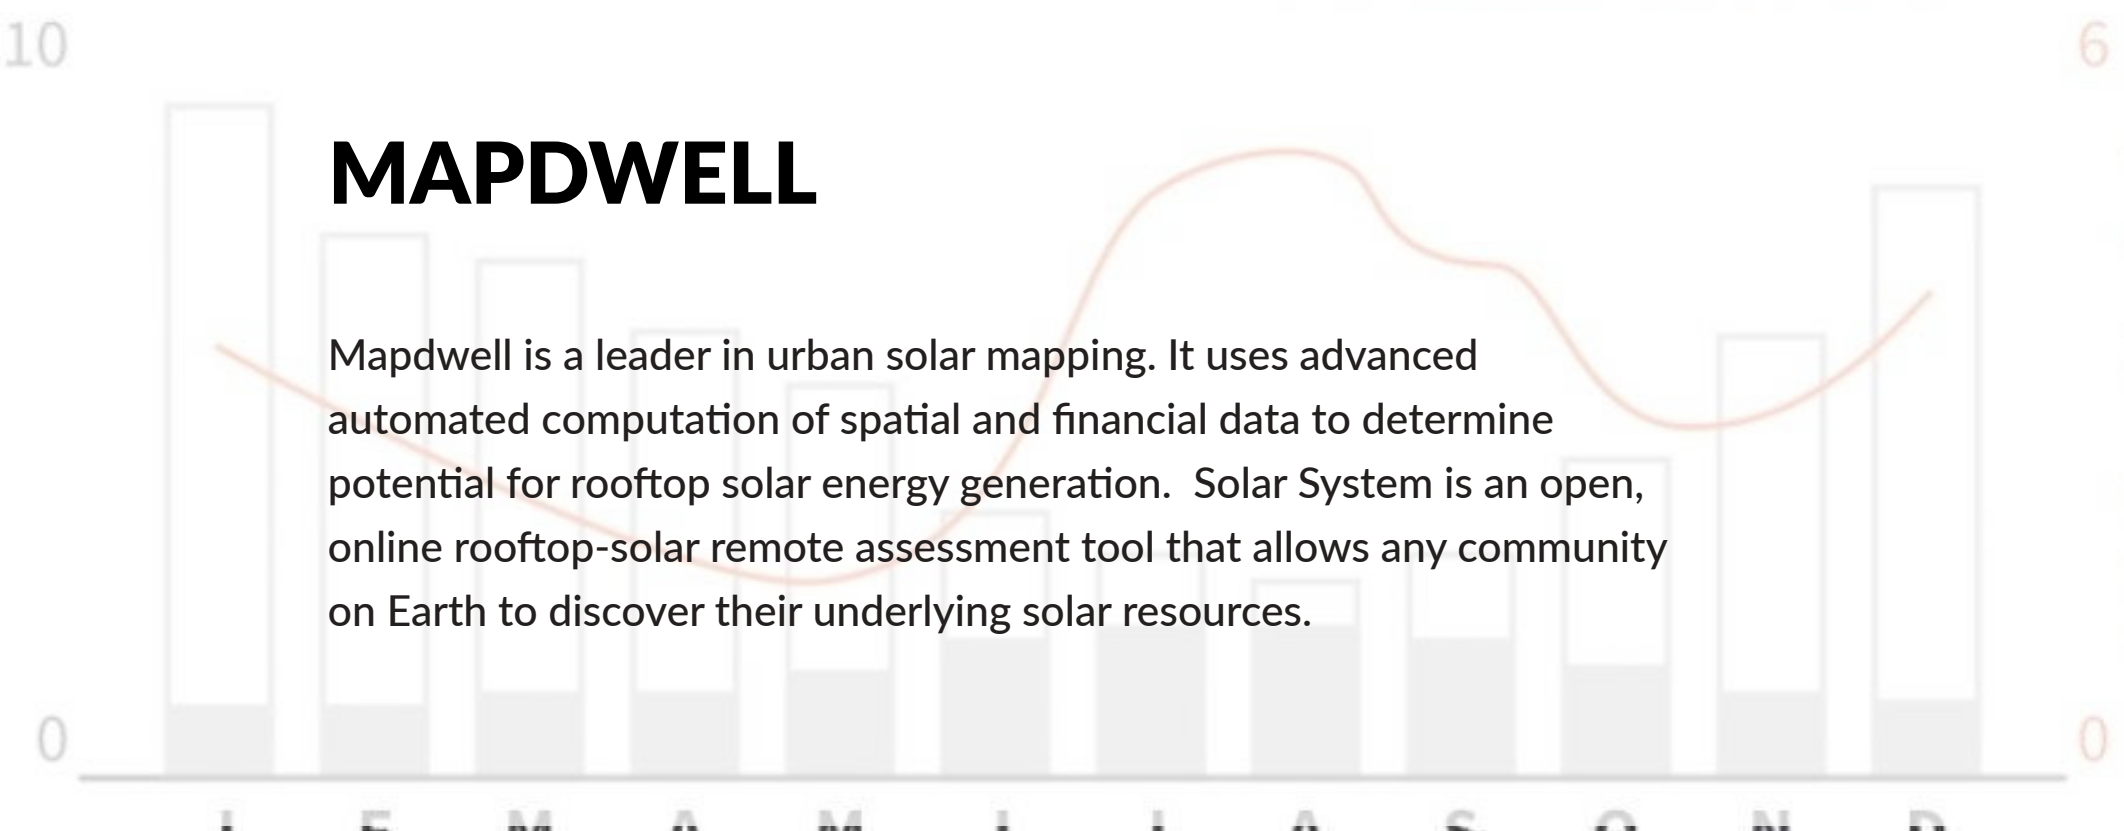 10
6
MAPDWELL
Mapdwell is a leader in urban solar mapping. It uses advanced
automated computation of spatial and financial data to determine
potential for rooftop solar energy generation.  Solar System is an open,
online rooftop-solar remote assessment tool that allows any community
on Earth to discover their underlying solar resources.
0
0
J F M A M J J A S O N D